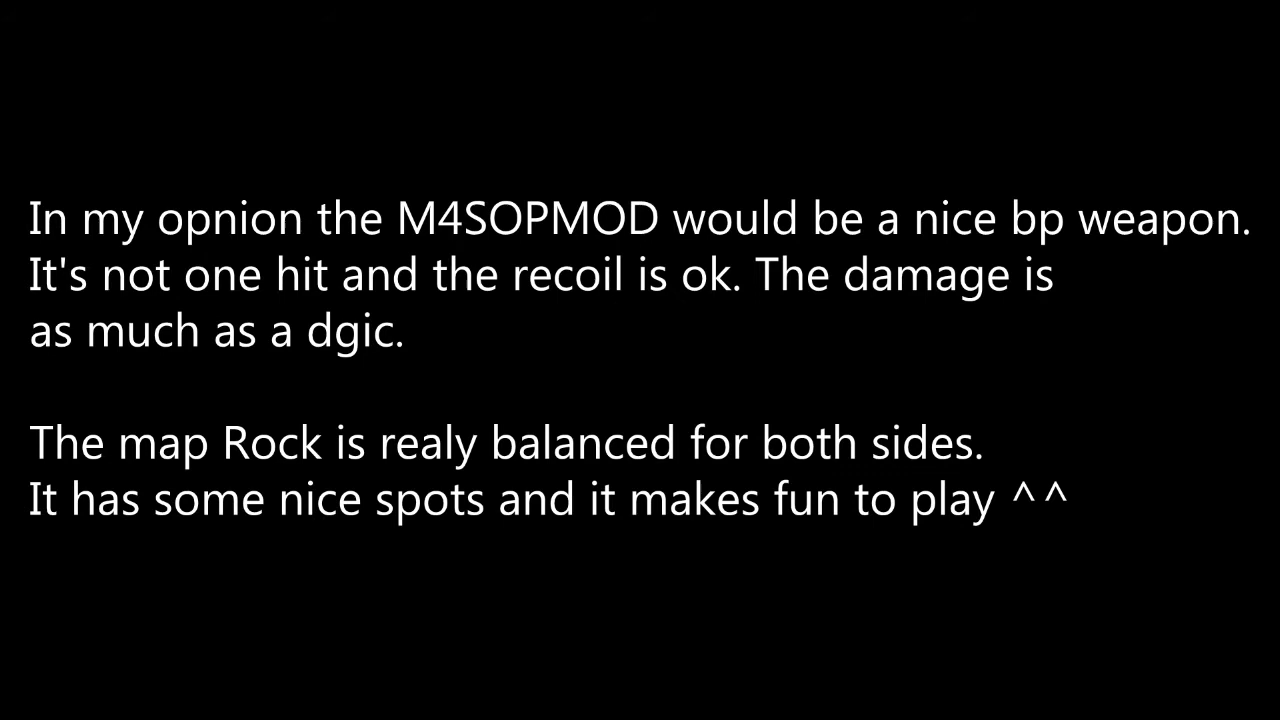 In my opnion the M4SOPMOD would be a nice bp weapon.
It's not one hit and the recoil is ok. The damage is
as much as a dgic.
The map Rock is realy balanced for both sides.
It has some nice spots and it makes fun to play ^^